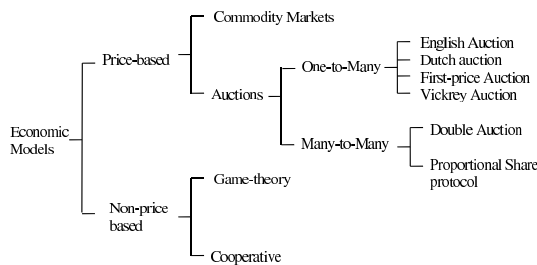 Commodity Markets
Price-based
English Auction
Dutch auction
One-to-Many
First-price Auction
Auctions
Vickrey Auction
Economic
Models
Double Auction
Many-to-Many
Proportional Share
protocol
Game-theory
Non-price
based
Cooperative